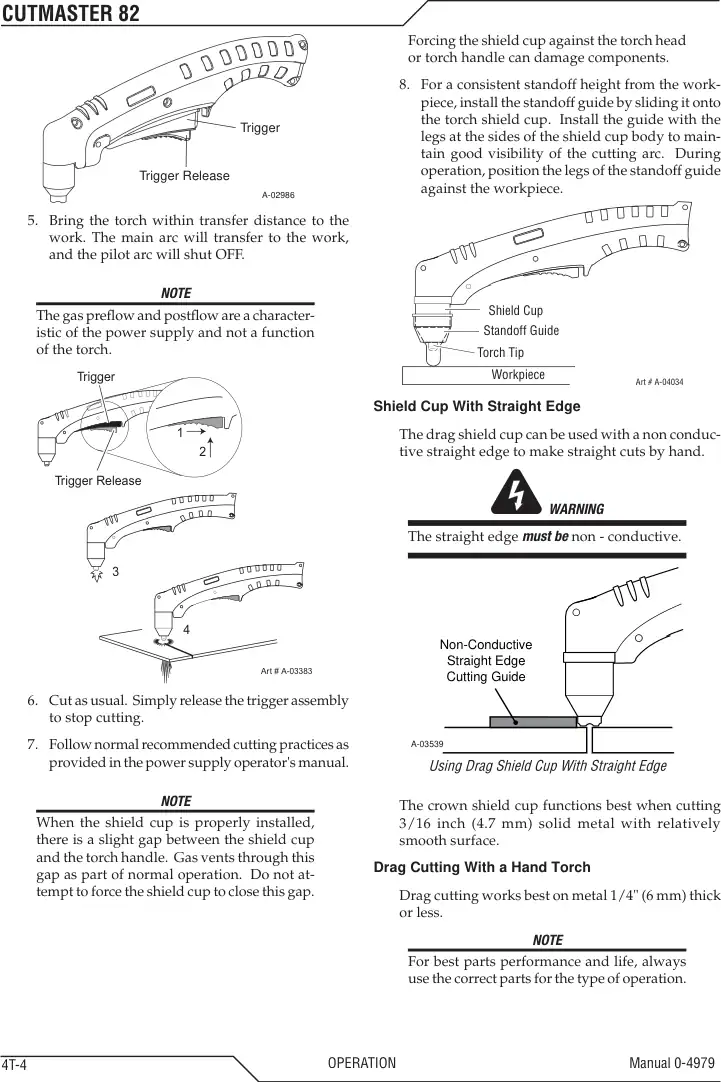 CUTMASTER 82
Trigger
Trigger Release
A-02986
5. Bring the torch within transfer distance to the
work. The main arc will transfer to the work,
and the pilot arc will shut OFF.
NOTE
The gas preflow and postflow are a character-
istic of the power supply and not a function
of the torch.
Trigger
1
2
Trigger Release
3
4
Art # A-03383
6. Cut as usual. Simply release the trigger assembly
to stop cutting.
7. Follow normal recommended cutting practices as
provided in the power supply operator's manual.
NOTE
When the shield cup is properly installed,
there is a slight gap between the shield cup
and the torch handle. Gas vents through this
gap as part of normal operation. Do not at-
tempt to force the shield cup to close this gap.
Forcing the shield cup against the torch head
or torch handle can damage components.
8. For a consistent standoff height from the work-
piece, install the standoff guide by sliding it onto
the torch shield cup. Install the guide with the
legs at the sides of the shield cup body to main-
tain good visibility of the cutting arc. During
operation, position the legs of the standoff guide
against the workpiece.
Shield Cup
Standoff Guide
Torch Tip
Workpiece
Art # A-04034
Shield Cup With Straight Edge
The drag shield cup can be used with a non conduc-
tive straight edge to make straight cuts by hand.
WARNING
The straight edge must be non - conductive.
Non-Conductive
Straight Edge
Cutting Guide
A-03539
Using Drag Shield Cup With Straight Edge
The crown shield cup functions best when cutting
3/16 inch (4.7 mm) solid metal with relatively
smooth surface.
Drag Cutting With a Hand Torch
Drag cutting works best on metal 1/4" (6 mm) thick
or less.
NOTE
For best parts performance and life, always
use the correct parts for the type of operation.
4T-4
OPERATION
Manual 0-4979